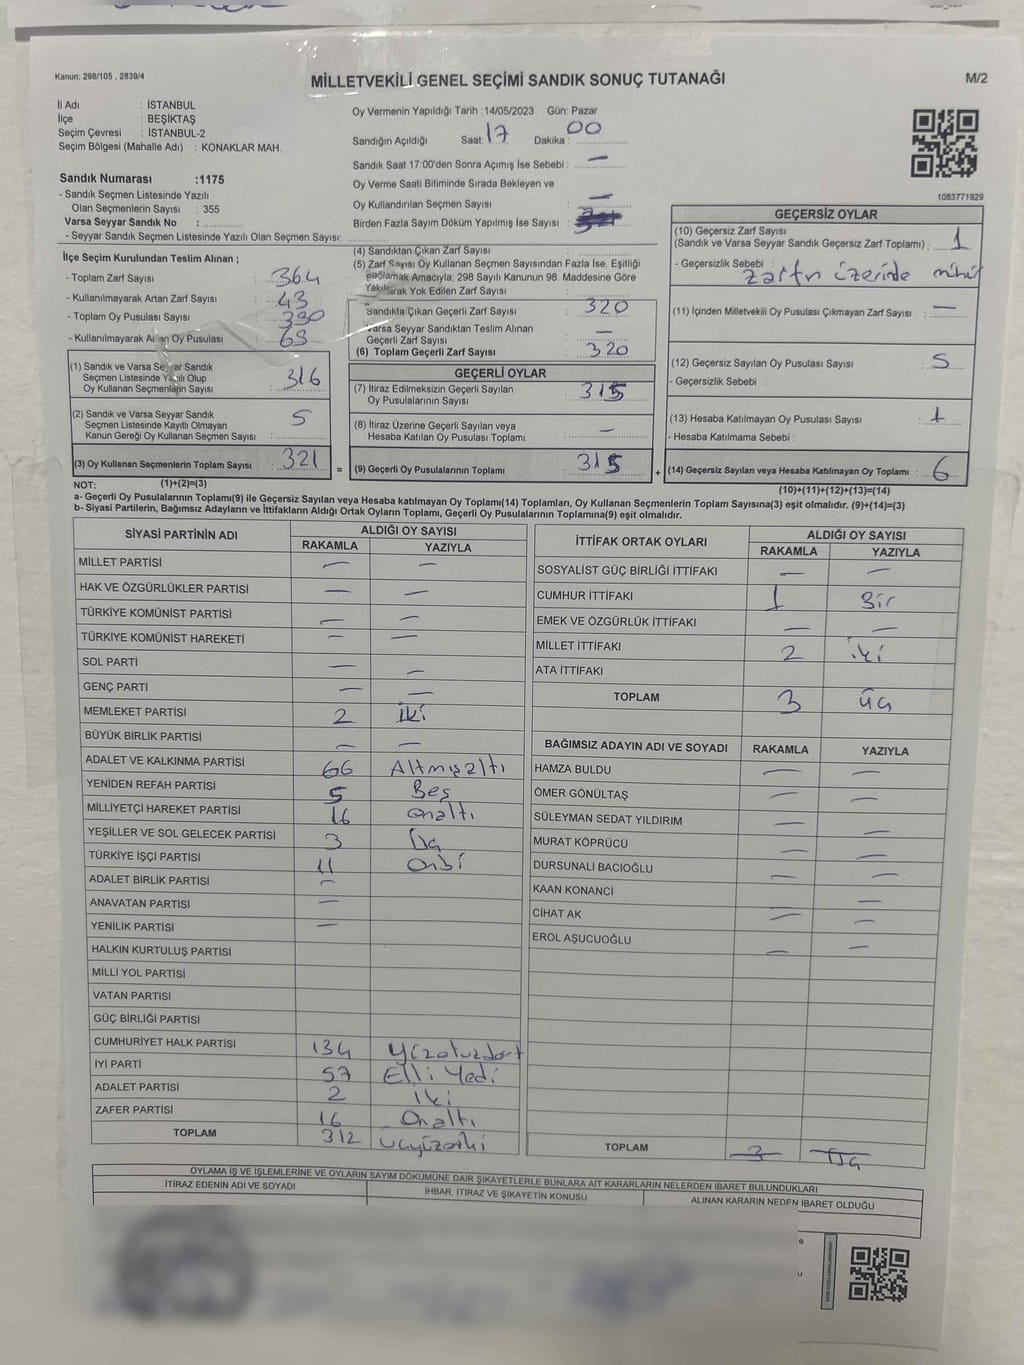 Kanun: 298/105 , 2839/4
MİLLETVEKİLİ GENEL SEÇİMİ SANDIK SONUÇ TUTANAĞI
M/2
İl Adı : İSTANBUL
İlçe : BEŞİKTAŞ
Seçim Çevresi : İSTANBUL-2
Seçim Bölgesi (Mahalle Adı) : KONAKLAR MAH.
Oy Vermenin Yapıldığı Tarih :14/05/2023 Gün: Pazar
Sandığın Açıldığı Saat: 17 Dakika : 00
Sandık Saat 17:00'den Sonra Açımış İse Sebebi : —
Oy Verme Saati Bitiminde Sırada Bekleyen ve
Oy Kullandırılan Seçmen Sayısı : —
Birden Fazla Sayım Döküm Yapılmış İse Sayısı :
1083771929
Sandık Numarası :1175
- Sandık Seçmen Listesinde Yazılı
Olan Seçmenlerin Sayısı : 355
Varsa Seyyar Sandık No :
- Seyyar Sandık Seçmen Listesinde Yazılı Olan Seçmen Sayısı:
İlçe Seçim Kurulundan Teslim Alınan ;
- Toplam Zarf Sayısı : 364
- Kullanılmayarak Artan Zarf Sayısı : 43
- Toplam Oy Pusulası Sayısı : 330
- Kullanılmayarak Artan Oy Pusulası :
(1) Sandık ve Varsa Seyyar Sandık
Seçmen Listesinde Yazılı Olup
Oy Kullanan Seçmenlerin Sayısı : 316
(2) Sandık ve Varsa Seyyar Sandık
Seçmen Listesinde Kayıtlı Olmayan
Kanun Gereği Oy Kullanan Seçmen Sayısı : 5
(3) Oy Kullanan Seçmenlerin Toplam Sayısı : 321
(4) Sandıktan Çıkan Zarf Sayısı :
(5) Zarf Sayısı Oy Kullanan Seçmen Sayısından Fazla İse, Eşitliği
Sağlamak Amacıyla; 298 Sayılı Kanunun 98. Maddesine Göre
Yakılarak Yok Edilen Zarf Sayısı :
Sandıkta Çıkan Geçerli Zarf Sayısı : 320
Varsa Seyyar Sandıktan Teslim Alınan
Geçerli Zarf Sayısı : —
(6) Toplam Geçerli Zarf Sayısı : 320
GEÇERLİ OYLAR
(7) İtiraz Edilmeksizin Geçerli Sayılan
Oy Pusulalarının Sayısı : 315
(8) İtiraz Üzerine Geçerli Sayılan veya
Hesaba Katılan Oy Pusulası Toplamı : —
= (9) Geçerli Oy Pusulalarının Toplamı : 315
GEÇERSİZ OYLAR
(10) Geçersiz Zarf Sayısı
(Sandık ve Varsa Seyyar Sandık Geçersiz Zarf Toplamı) : 1
- Geçersizlik Sebebi : zarfın üzerinde mühür
(11) İçinden Milletvekili Oy Pusulası Çıkmayan Zarf Sayısı : —
(12) Geçersiz Sayılan Oy Pusulası Sayısı : 5
- Geçersizlik Sebebi :
(13) Hesaba Katılmayan Oy Pusulası Sayısı :
- Hesaba Katılmama Sebebi :
+ (14) Geçersiz Sayılan veya Hesaba Katılmayan Oy Toplamı : 6
NOT: (1)+(2)=(3)
(10)+(11)+(12)+(13)=(14)
a- Geçerli Oy Pusulalarının Toplamı(9) ile Geçersiz Sayılan veya Hesaba katılmayan Oy Toplamı(14) Toplamları, Oy Kullanan Seçmenlerin Toplam Sayısına(3) eşit olmalıdır. (9)+(14)=(3)
b- Siyasi Partilerin, Bağımsız Adayların ve İttifakların Aldığı Ortak Oyların Toplamı, Geçerli Oy Pusulalarının Toplamına(9) eşit olmalıdır.
SİYASİ PARTİNİN ADI ALDIĞI OY SAYISI
RAKAMLA YAZIYLA
MİLLET PARTİSİ — —
HAK VE ÖZGÜRLÜKLER PARTİSİ — —
TÜRKİYE KOMÜNİST PARTİSİ — —
TÜRKİYE KOMÜNİST HAREKETİ — —
SOL PARTİ — —
GENÇ PARTİ — —
MEMLEKET PARTİSİ 2 iki
BÜYÜK BİRLİK PARTİSİ — —
ADALET VE KALKINMA PARTİSİ 66 Altmışaltı
YENİDEN REFAH PARTİSİ 5 Beş
MİLLİYETÇİ HAREKET PARTİSİ 16 onaltı
YEŞİLLER VE SOL GELECEK PARTİSİ 3 Üç
TÜRKİYE İŞÇİ PARTİSİ 11 Onbi
ADALET BİRLİK PARTİSİ —
ANAVATAN PARTİSİ —
YENİLİK PARTİSİ —
HALKIN KURTULUŞ PARTİSİ
MİLLİ YOL PARTİSİ
VATAN PARTİSİ
GÜÇ BİRLİĞİ PARTİSİ
CUMHURİYET HALK PARTİSİ 134 Yüzotuzdört
İYİ PARTİ 57 Elli Yedi
ADALET PARTİSİ 2 İki
ZAFER PARTİSİ 16 Onaltı
TOPLAM 312 üçyüzoniki
İTTİFAK ORTAK OYLARI ALDIĞI OY SAYISI
RAKAMLA YAZIYLA
SOSYALİST GÜÇ BİRLİĞİ İTTİFAKI — —
CUMHUR İTTİFAKI 1 Bir
EMEK VE ÖZGÜRLÜK İTTİFAKI — —
MİLLET İTTİFAKI 2 iki
ATA İTTİFAKI
TOPLAM 3 üç
BAĞIMSIZ ADAYIN ADI VE SOYADI RAKAMLA YAZIYLA
HAMZA BULDU — —
ÖMER GÖNÜLTAŞ — —
SÜLEYMAN SEDAT YILDIRIM — —
MURAT KÖPRÜCÜ — —
DURSUNALİ BACIOĞLU — —
KAAN KONANCİ —
CİHAT AK — —
EROL AŞUCUOĞLU — —
TOPLAM 3 Üç
OYLAMA İŞ VE İŞLEMLERİNE VE OYLARIN SAYIM DÖKÜMÜNE DAİR ŞİKAYETLERLE BUNLARA AİT KARARLARIN NELERDEN İBARET BULUNDUKLARI
İTİRAZ EDENİN ADI VE SOYADI İHBAR, İTİRAZ VE ŞİKAYETİN KONUSU ALINAN KARARIN NEDEN İBARET OLDUĞU